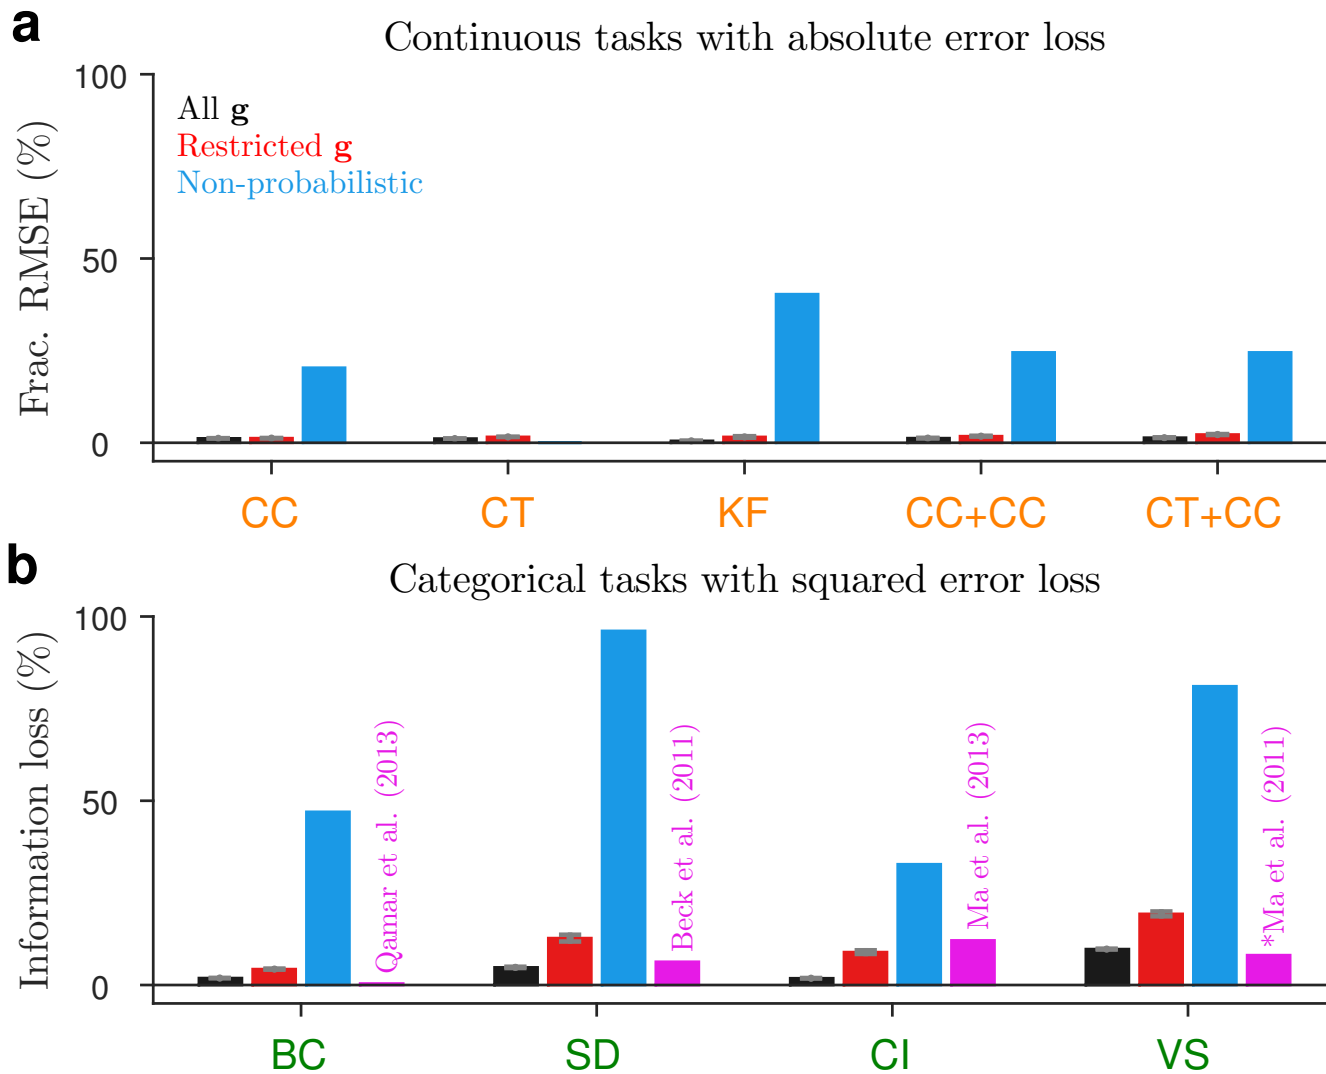 a
Continuous tasks with absolute error loss
Frac. RMSE (%)
100
50
0
All g
Restricted g
Non-probabilistic
CC
CT
KF
CC+CC
CT+CC
b
Categorical tasks with squared error loss
Information loss (%)
100
50
0
Qamar et al. (2013)
Beck et al. (2011)
Ma et al. (2013)
*Ma et al. (2011)
BC
SD
CI
VS